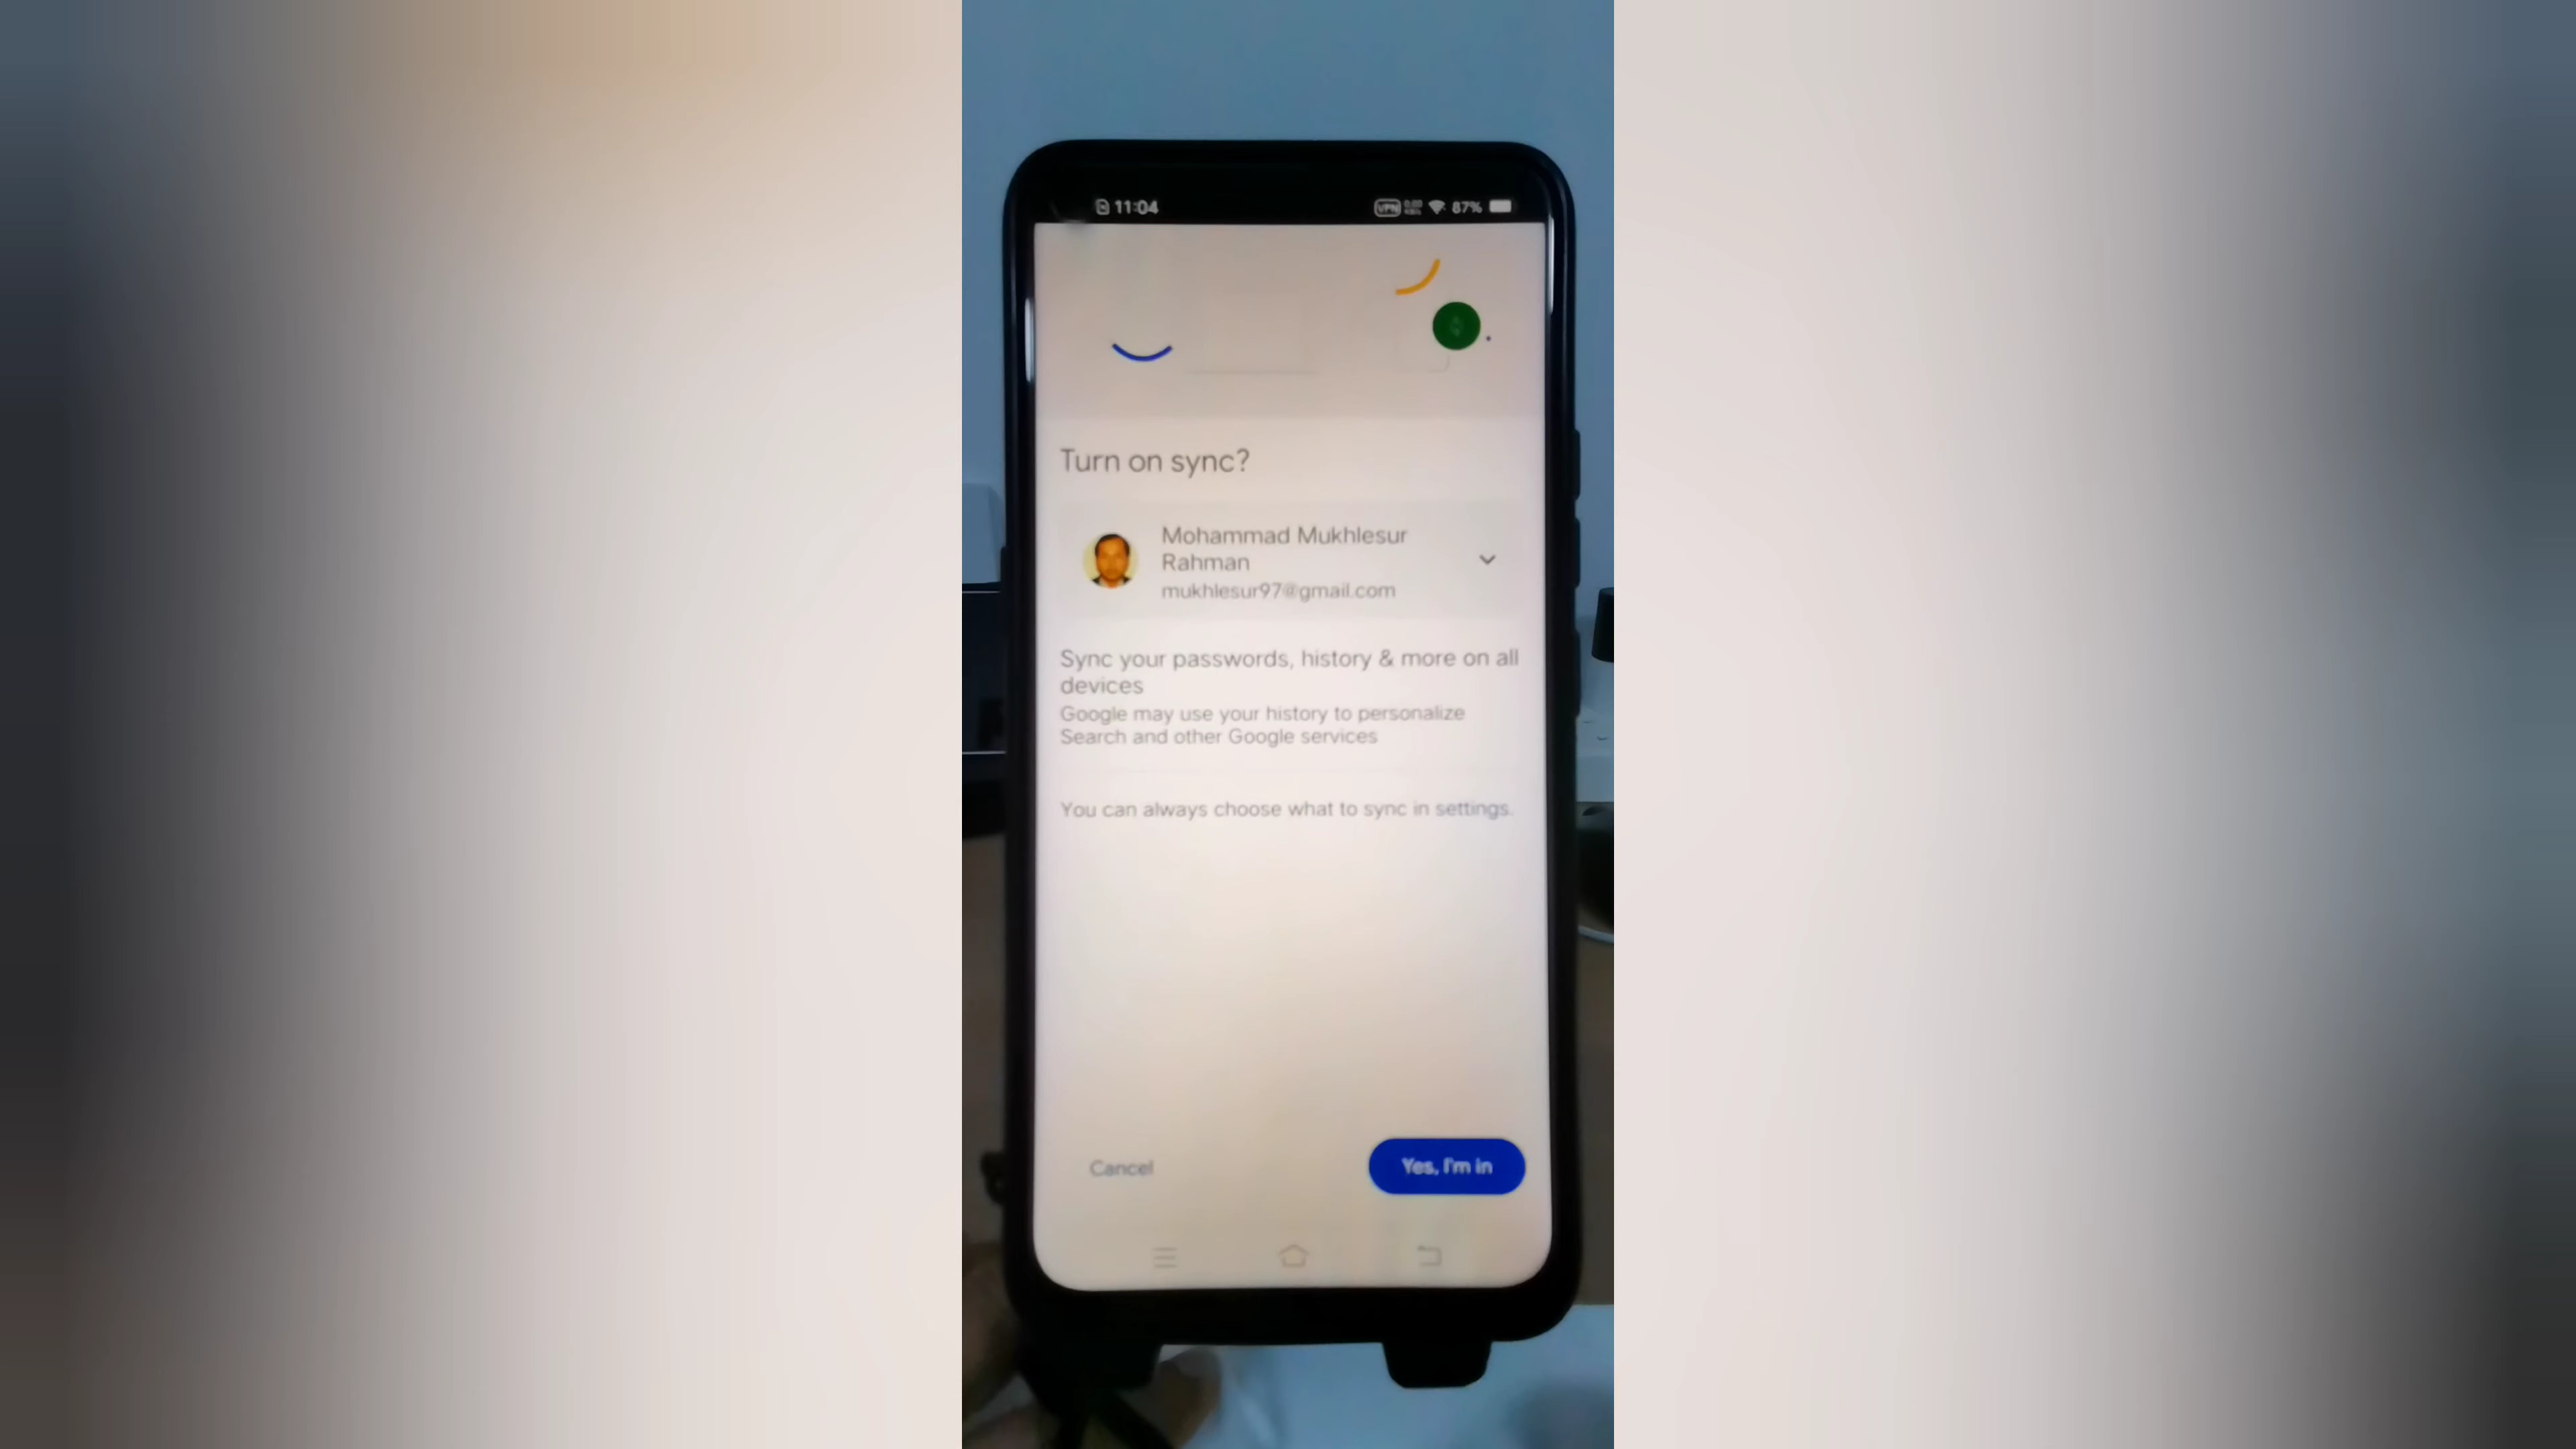 11:04
VPN 87%
Turn on sync?
Mohammad Mukhlesur
Rahman
mukhlesur97@gmail.com
Sync your passwords, history & more on all
devices
Google may use your history to personalize
Search and other Google services
You can always choose what to sync in settings.
Cancel
Yes, I'm in